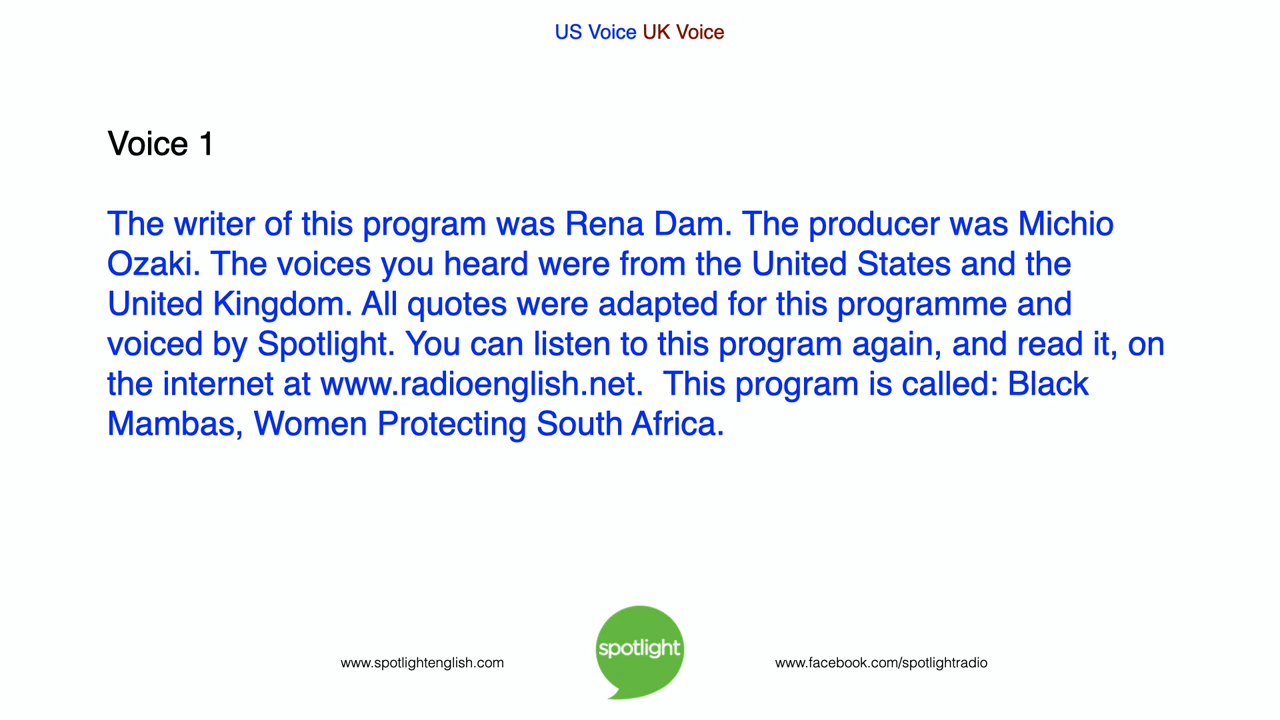 US Voice UK Voice
Voice 1
The writer of this program was Rena Dam. The producer was Michio
Ozaki. The voices you heard were from the United States and the
United Kingdom. All quotes were adapted for this programme and
voiced by Spotlight. You can listen to this program again, and read it, on
the internet at www.radioenglish.net.  This program is called: Black
Mambas, Women Protecting South Africa.
www.spotlightenglish.com
spotlight
www.facebook.com/spotlightradio